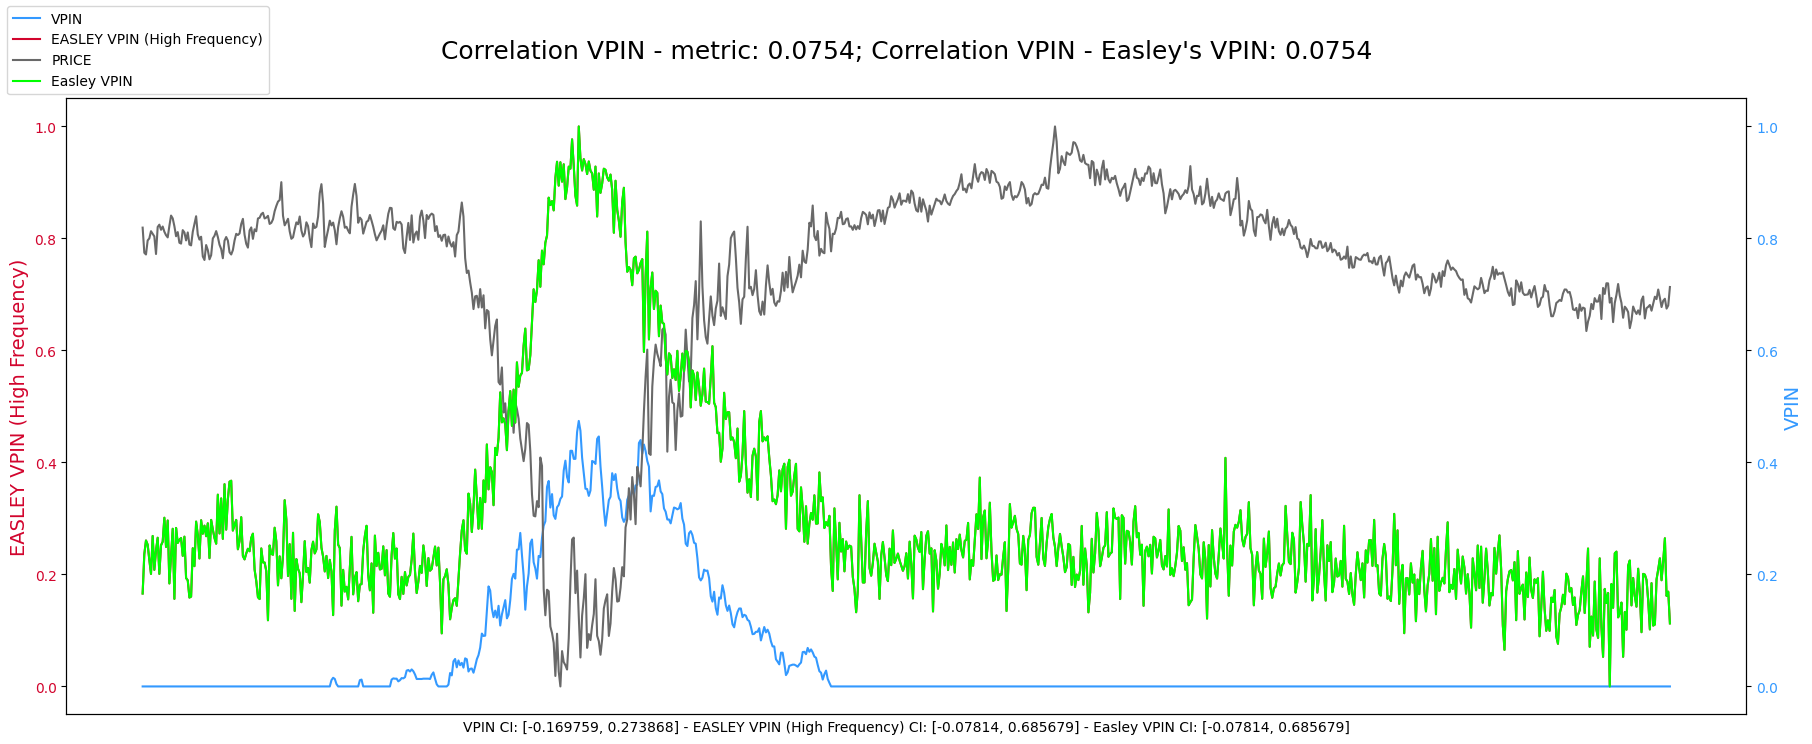 VPIN
EASLEY VPIN (High Frequency)
PRICE
Easley VPIN
Correlation VPIN - metric: 0.0754; Correlation VPIN - Easley's VPIN: 0.0754
EASLEY VPIN (High Frequency)
1.0
0.8
0.6
0.4
0.2
0.0
1.0
0.8
0.6
0.4
0.2
0.0
VPIN
VPIN CI: [-0.169759, 0.273868] - EASLEY VPIN (High Frequency) CI: [-0.07814, 0.685679] - Easley VPIN CI: [-0.07814, 0.685679]